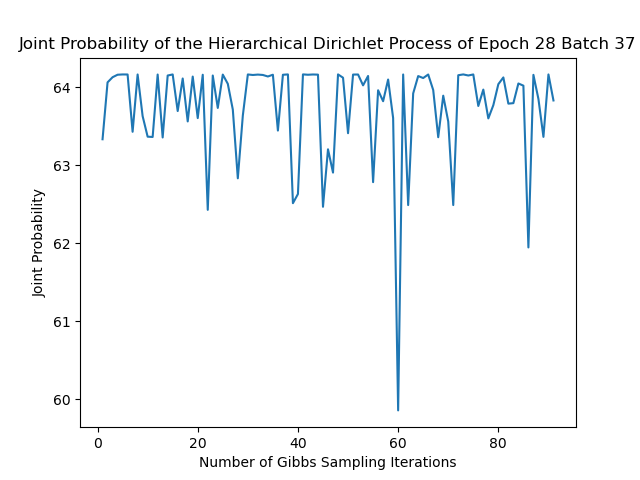 Joint Probability of the Hierarchical Dirichlet Process of Epoch 28 Batch 37
64
63
62
61
60
Joint Probability
0 20 40 60 80
Number of Gibbs Sampling Iterations